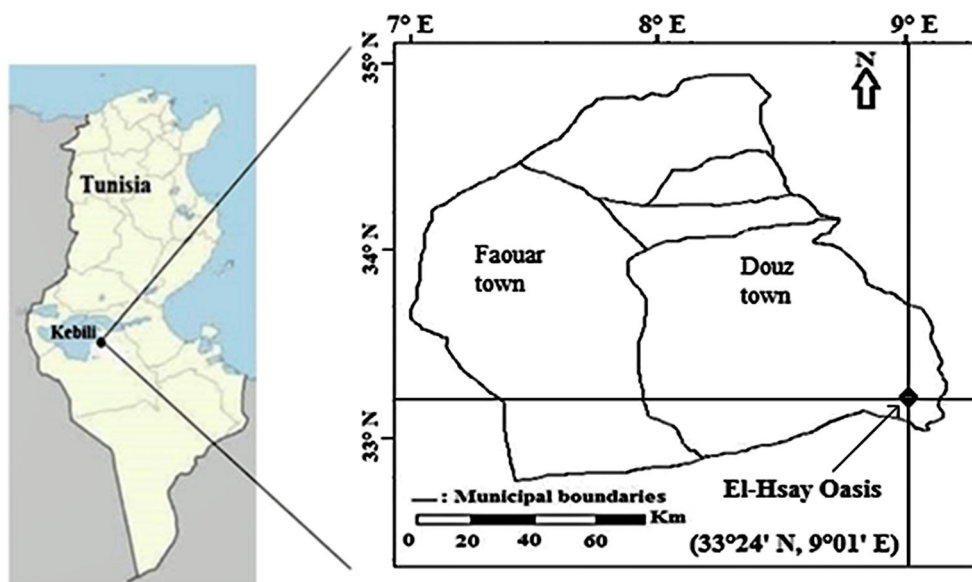 Tunisia
Kebili
7° E
8° E
9° E
35° N
34° N
33° N
N
Faouar
town
Douz
town
El-Hsay Oasis
(33°24' N, 9°01' E)
— : Municipal boundaries
Km
0
20
40
60